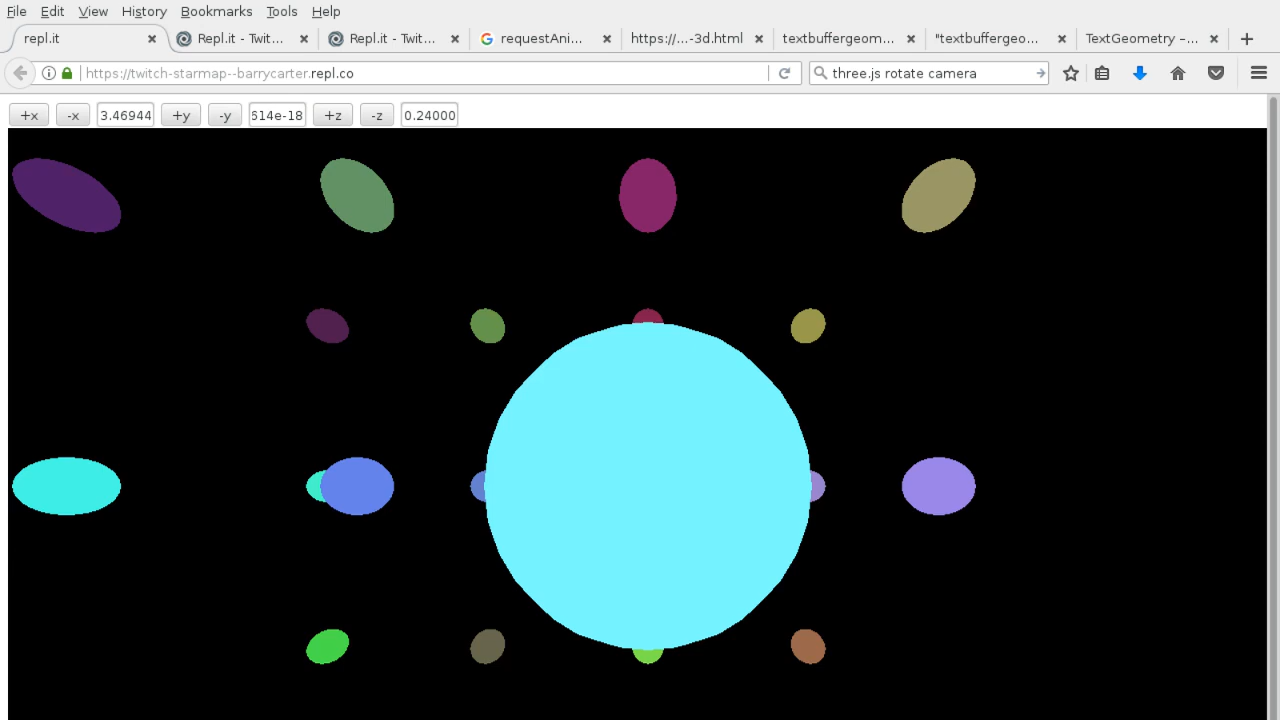 File Edit View History Bookmarks Tools Help
repl.it Repl.it - Twit... Repl.it - Twit... requestAni... https://...-3d.html textbuffergeom... "textbuffergeo... TextGeometry –...
https://twitch-starmap--barrycarter.repl.co three.js rotate camera
+x -x 3.46944 +y -y 514e-18 +z -z 0.24000